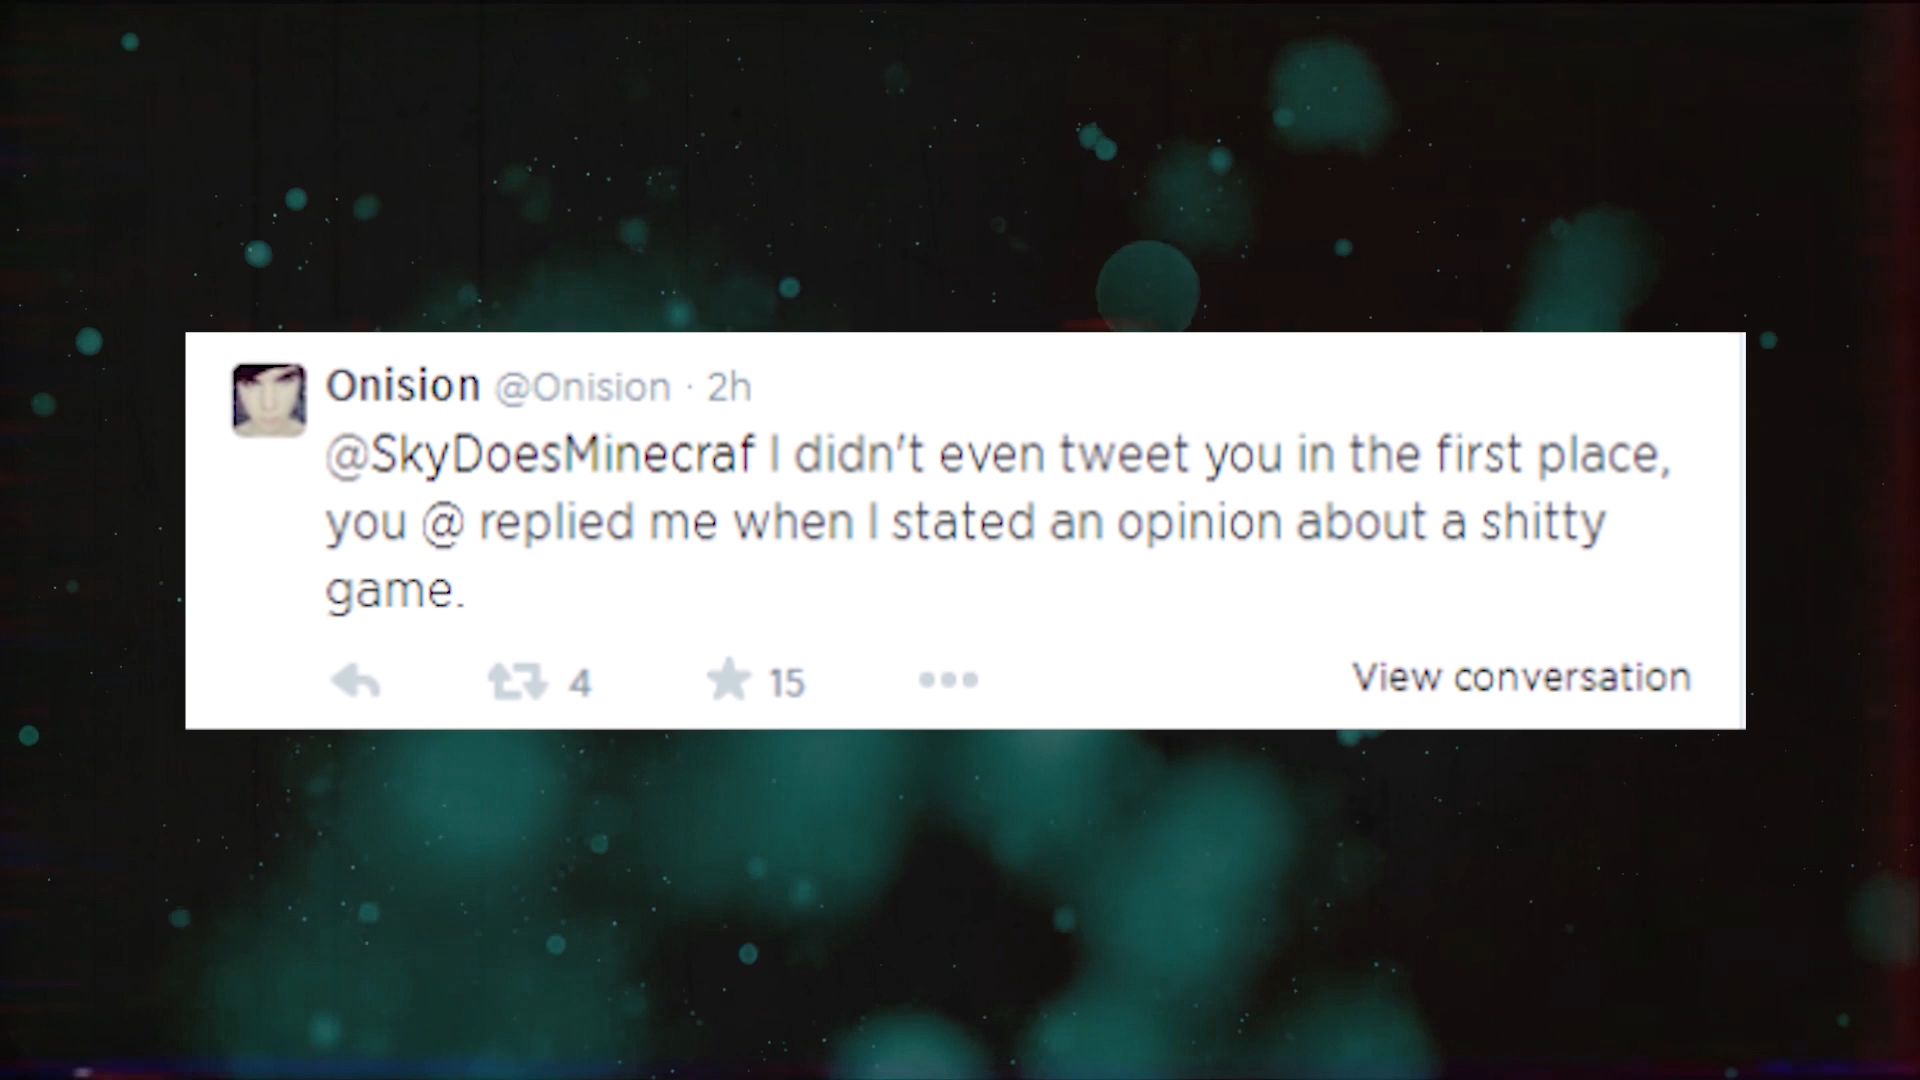 Onision @Onision · 2h
@SkyDoesMinecraf I didn't even tweet you in the first place,
you @ replied me when I stated an opinion about a shitty
game.
4 15 View conversation